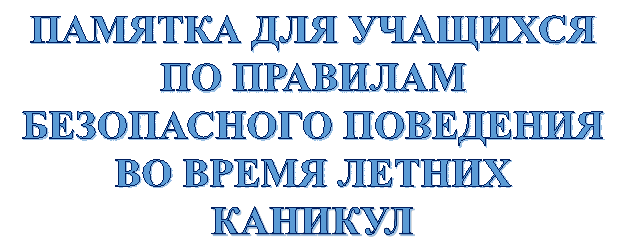 ПАМЯТКА ДЛЯ УЧАЩИХСЯ
ПО ПРАВИЛАМ
БЕЗОПАСНОГО ПОВЕДЕНИЯ
ВО ВРЕМЯ ЛЕТНИХ
КАНИКУЛ